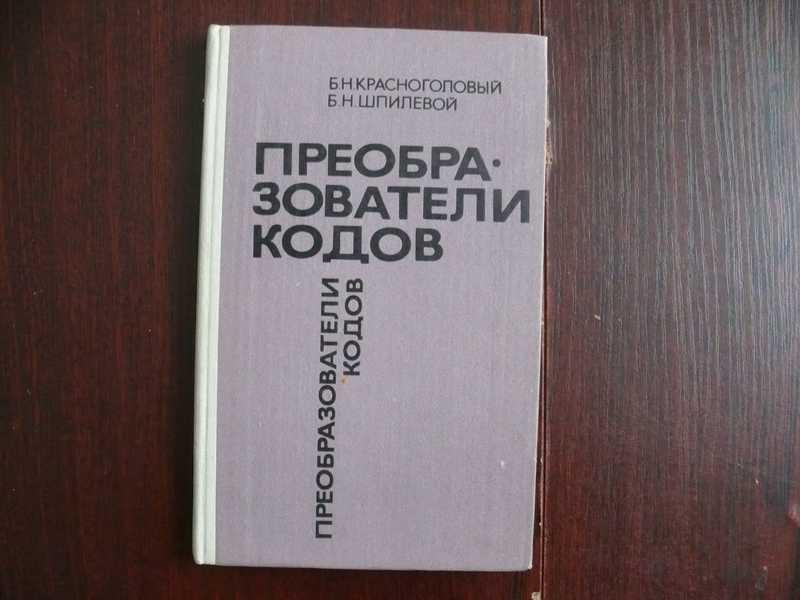 Б.Н.КРАСНОГОЛОВЫЙ
Б.Н.ШПИЛЕВОЙ
ПРЕОБРА-
ЗОВАТЕЛИ
КОДОВ
ПРЕОБРАЗОВАТЕЛИ
КОДОВ